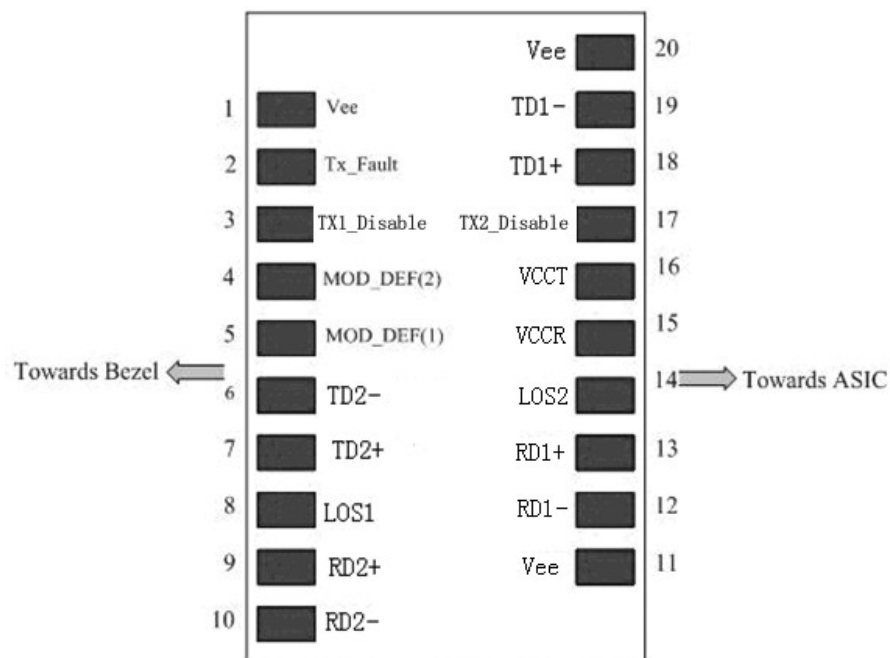 Vee 20
1 Vee TD1- 19
2 Tx_Fault TD1+ 18
3 TX1_Disable TX2_Disable 17
4 MOD_DEF(2) VCCT 16
5 MOD_DEF(1) VCCR 15
Towards Bezel
6 TD2- LOS2 14 Towards ASIC
7 TD2+ RD1+ 13
8 LOS1 RD1- 12
9 RD2+ Vee 11
10 RD2-